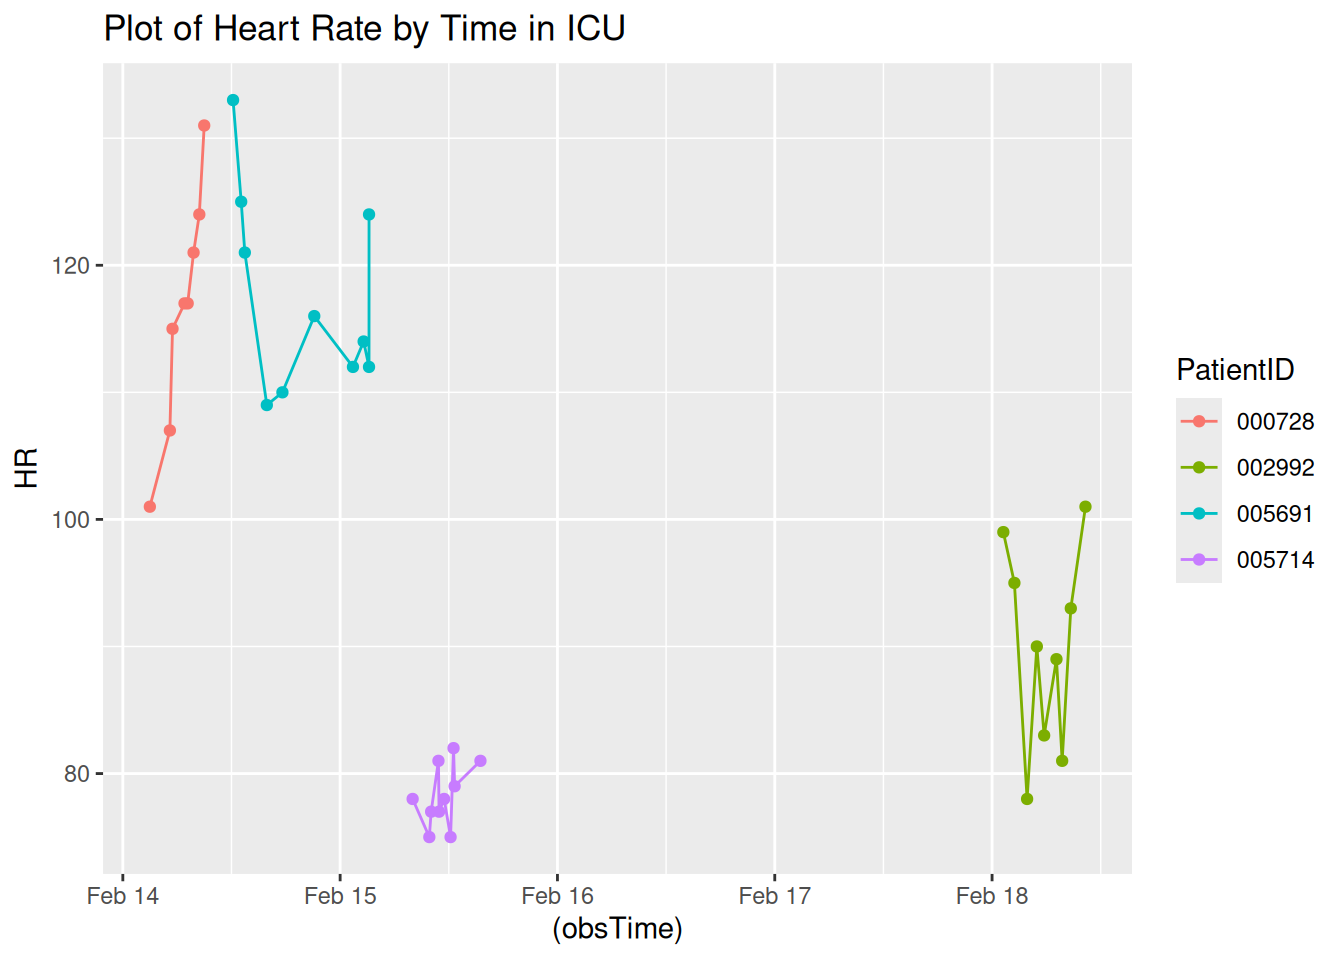 Plot of Heart Rate by Time in ICU
HR
120
100
80
Feb 14
Feb 15
Feb 16
Feb 17
Feb 18
(obsTime)
PatientID
000728
002992
005691
005714